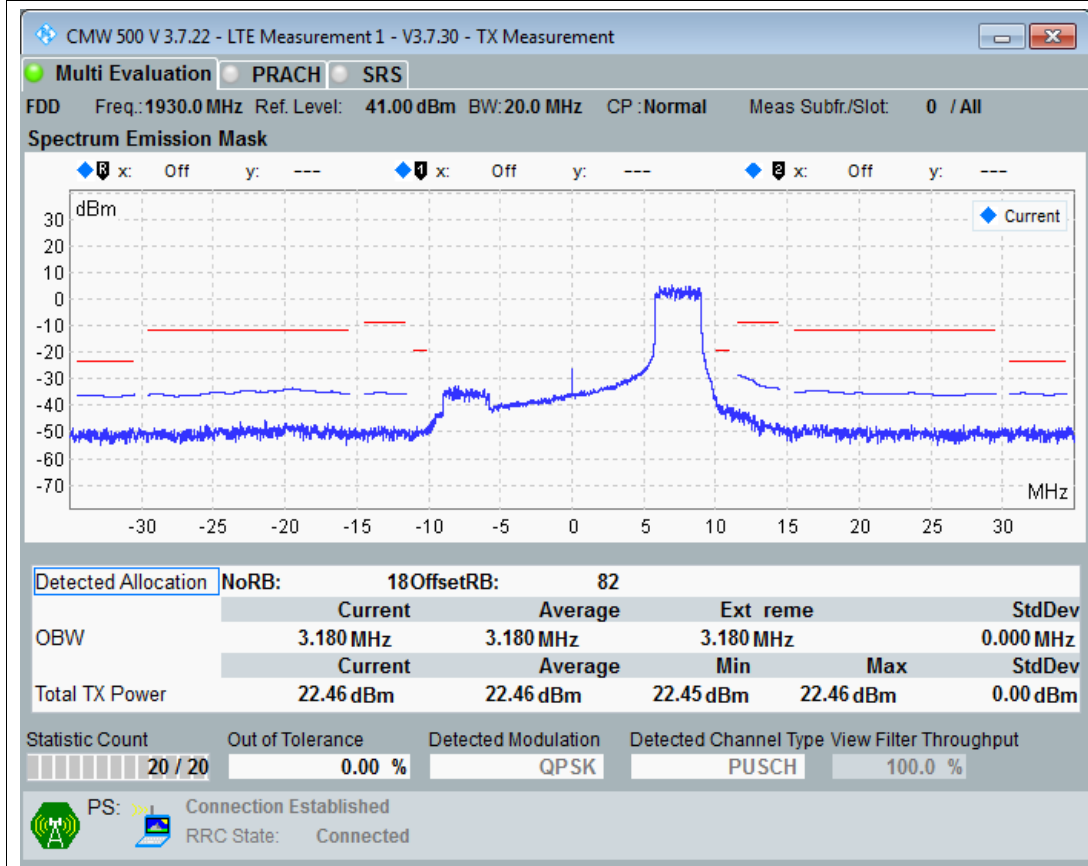 CMW 500 V 3.7.22 - LTE Measurement 1 - V3.7.30 - TX Measurement
Multi Evaluation PRACH SRS
FDD Freq.: 1930.0 MHz Ref. Level: 41.00 dBm BW: 20.0 MHz CP : Normal Meas Subfr./Slot: 0 / All
Spectrum Emission Mask
R x: Off y: --- 1 x: Off y: --- 2 x: Off y: ---
dBm
Current
30
20
10
0
-10
-20
-30
-40
-50
-60
-70
MHz
-30 -25 -20 -15 -10 -5 0 5 10 15 20 25 30
Detected Allocation NoRB: 18 OffsetRB: 82
Current Average Ext reme StdDev
OBW 3.180 MHz 3.180 MHz 3.180 MHz 0.000 MHz
Current Average Min Max StdDev
Total TX Power 22.46 dBm 22.46 dBm 22.45 dBm 22.46 dBm 0.00 dBm
Statistic Count Out of Tolerance Detected Modulation Detected Channel Type View Filter Throughput
20 / 20 0.00 % QPSK PUSCH 100.0 %
PS: Connection Established
RRC State: Connected